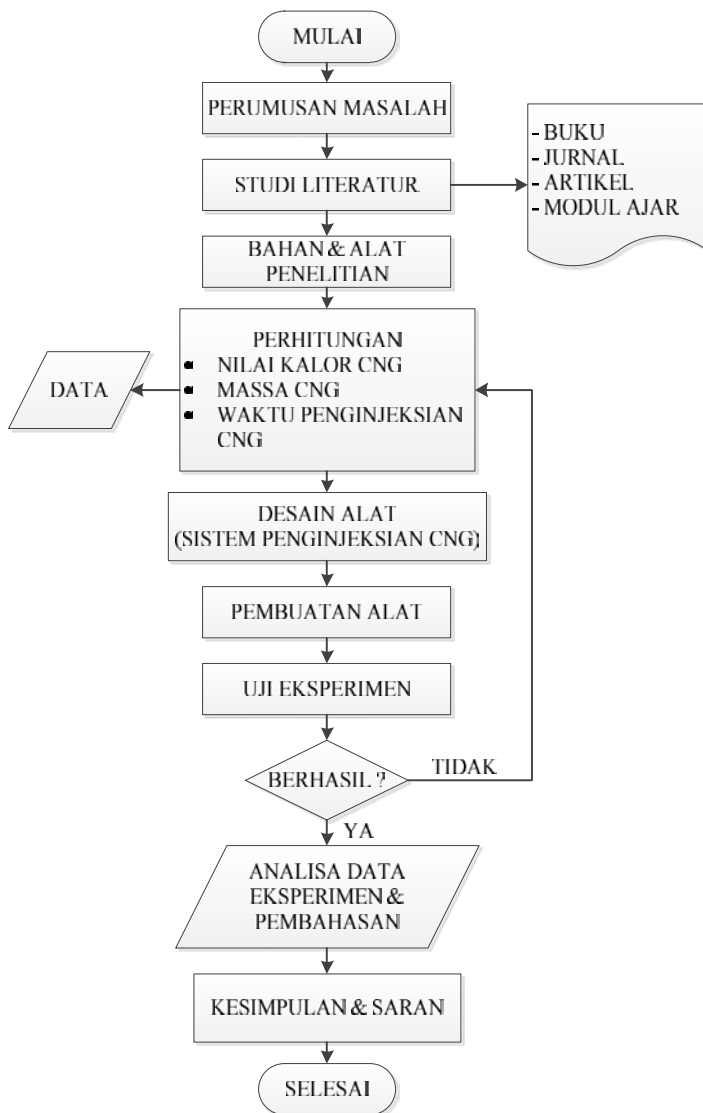 MULAI
PERUMUSAN MASALAH
STUDI LITERATUR
- BUKU
- JURNAL
- ARTIKEL
- MODUL AJAR
BAHAN & ALAT
PENELITIAN
PERHITUNGAN
• NILAI KALOR CNG
• MASSA CNG
• WAKTU PENGINJEKSIAN
CNG
DATA
DESAIN ALAT
(SISTEM PENGINJEKSIAN CNG)
PEMBUATAN ALAT
UJI EKSPERIMEN
BERHASIL ?
TIDAK
YA
ANALISA DATA
EKSPERIMEN &
PEMBAHASAN
KESIMPULAN & SARAN
SELESAI